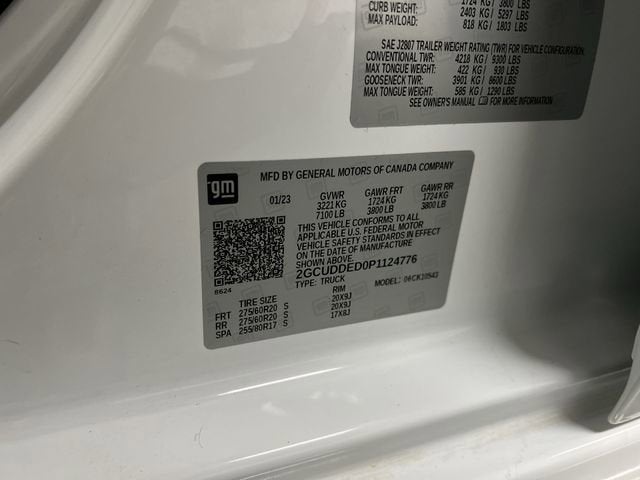 1724 KG / 3800 LBS
CURB WEIGHT: 2403 KG / 5297 LBS
MAX PAYLOAD: 818 KG / 1803 LBS
SAE J2807 TRAILER WEIGHT RATING (TWR) FOR VEHICLE CONFIGURATION:
CONVENTIONAL TWR: 4218 KG / 9300 LBS
MAX TONGUE WEIGHT: 422 KG / 930 LBS
GOOSENECK TWR: 3901 KG / 8600 LBS
MAX TONGUE WEIGHT: 585 KG / 1290 LBS
SEE OWNER'S MANUAL FOR MORE INFORMATION
gm
MFD BY GENERAL MOTORS OF CANADA COMPANY
01/23 GVWR GAWR FRT GAWR RR
3221 KG 1724 KG 1724 KG
7100 LB 3800 LB 3800 LB
THIS VEHICLE CONFORMS TO ALL
APPLICABLE U.S. FEDERAL MOTOR
VEHICLE SAFETY STANDARDS IN EFFECT
ON THE DATE OF MANUFACTURE
SHOWN ABOVE.
2GCUDDED0P1124776
8624 TYPE: TRUCK MODEL: 06CK10543
TIRE SIZE RIM
FRT 275/60R20 S 20X9J
RR 275/60R20 S 20X9J
SPA 255/80R17 S 17X8J